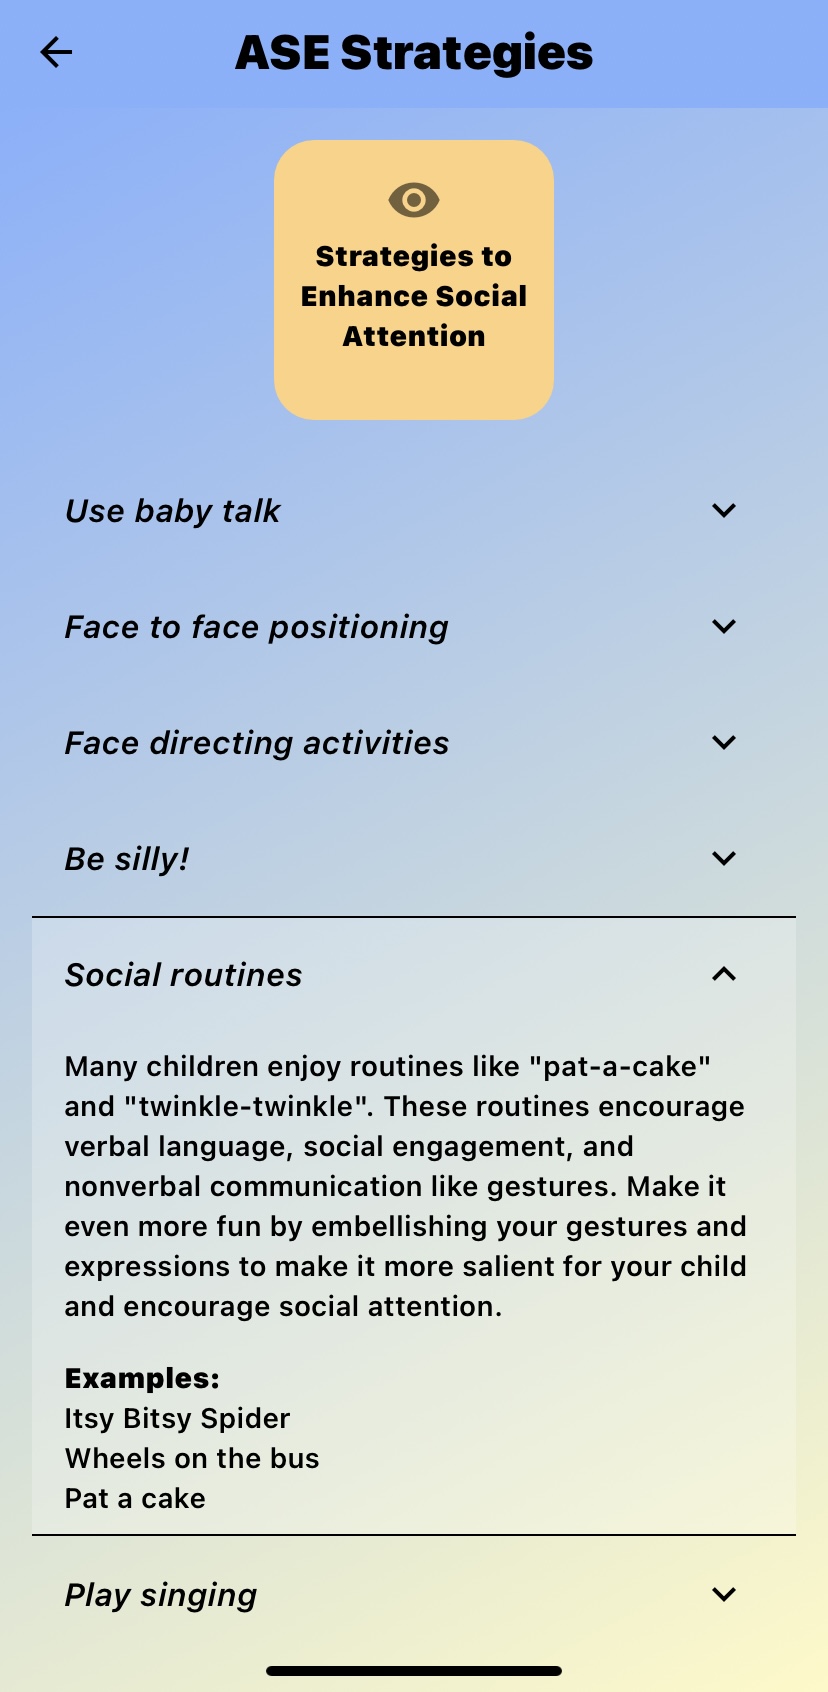 ASE Strategies
Strategies to
Enhance Social
Attention
Use baby talk
Face to face positioning
Face directing activities
Be silly!
Social routines
Many children enjoy routines like "pat-a-cake"
and "twinkle-twinkle". These routines encourage
verbal language, social engagement, and
nonverbal communication like gestures. Make it
even more fun by embellishing your gestures and
expressions to make it more salient for your child
and encourage social attention.
Examples:
Itsy Bitsy Spider
Wheels on the bus
Pat a cake
Play singing